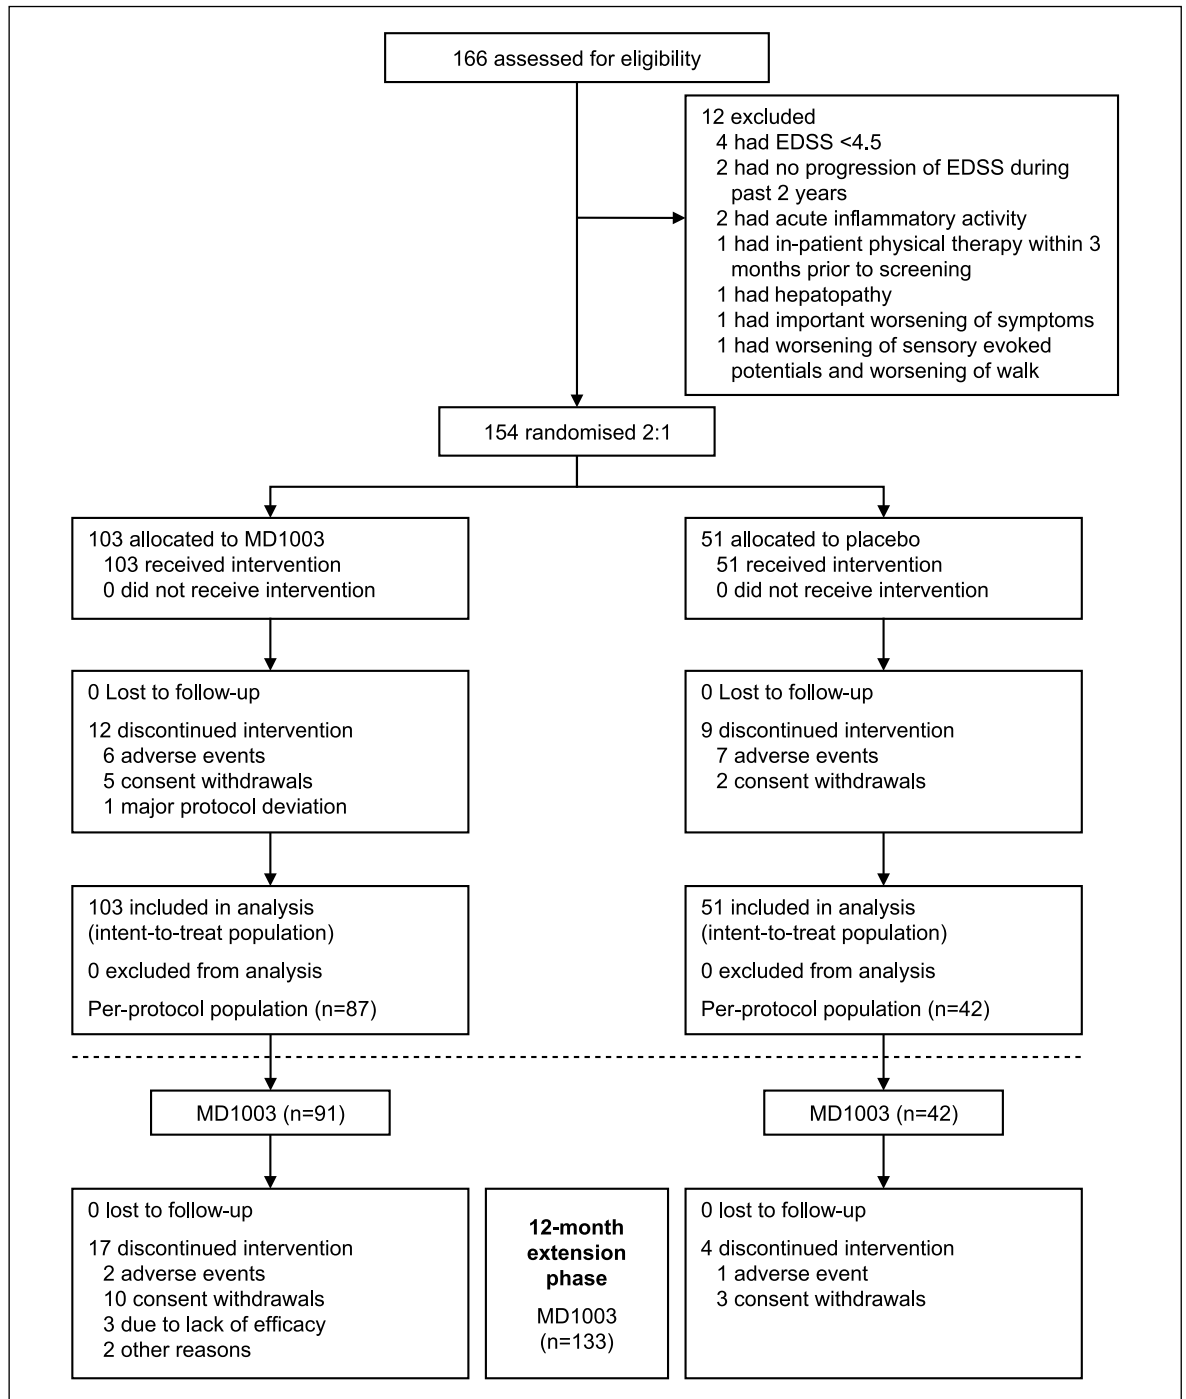 166 assessed for eligibility
12 excluded
4 had EDSS <4.5
2 had no progression of EDSS during
past 2 years
2 had acute inflammatory activity
1 had in-patient physical therapy within 3
months prior to screening
1 had hepatopathy
1 had important worsening of symptoms
1 had worsening of sensory evoked
potentials and worsening of walk
154 randomised 2:1
103 allocated to MD1003
103 received intervention
0 did not receive intervention
51 allocated to placebo
51 received intervention
0 did not receive intervention
0 Lost to follow-up
12 discontinued intervention
6 adverse events
5 consent withdrawals
1 major protocol deviation
0 Lost to follow-up
9 discontinued intervention
7 adverse events
2 consent withdrawals
103 included in analysis
(intent-to-treat population)
0 excluded from analysis
Per-protocol population (n=87)
51 included in analysis
(intent-to-treat population)
0 excluded from analysis
Per-protocol population (n=42)
MD1003 (n=91)
MD1003 (n=42)
0 lost to follow-up
17 discontinued intervention
2 adverse events
10 consent withdrawals
3 due to lack of efficacy
2 other reasons
12-month
extension
phase
MD1003
(n=133)
0 lost to follow-up
4 discontinued intervention
1 adverse event
3 consent withdrawals